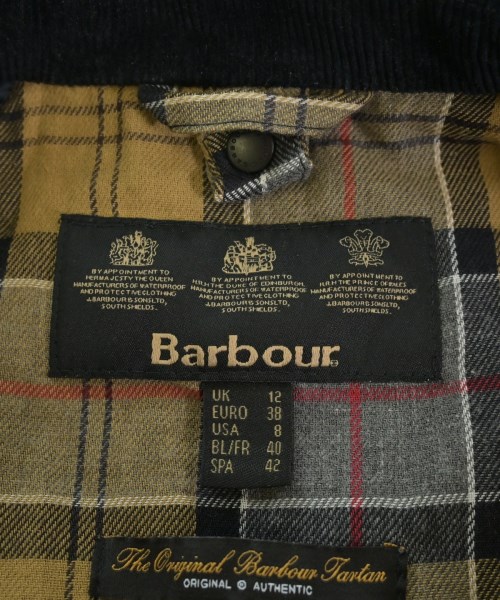 BY APPOINTMENT TO
HER MAJESTY THE QUEEN
MANUFACTURERS OF WATERPROOF
AND PROTECTIVE CLOTHING
J.BARBOUR & SONS LTD,
SOUTH SHIELDS.
BY APPOINTMENT TO
H.R.H. THE DUKE OF EDINBURGH,
MANUFACTURERS OF WATERPROOF
AND PROTECTIVE CLOTHING
J.BARBOUR & SONS LTD,
SOUTH SHIELDS.
BY APPOINTMENT TO
H.R.H THE PRINCE OF WALES
MANUFACTURERS OF WATERPROOF
AND PROTECTIVE CLOTHING
J.BARBOUR & SONS LTD,
SOUTH SHIELDS.
Barbour
UK 12
EURO 38
USA 8
BL/FR 40
SPA 42
The Original Barbour Tartan
ORIGINAL © AUTHENTIC